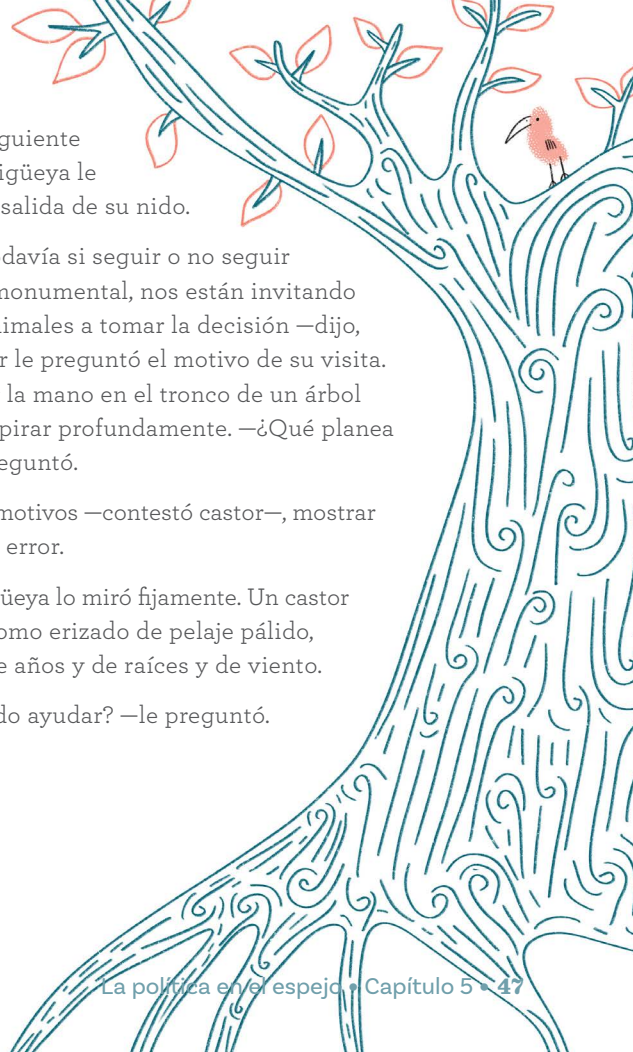 guiente
igüeya le
salida de su nido.
davía si seguir o no seguir
monumental, nos están invitando
imales a tomar la decisión —dijo,
r le preguntó el motivo de su visita.
la mano en el tronco de un árbol
pirar profundamente. —¿Qué planea
eguntó.
motivos —contestó castor—, mostrar
error.
üeya lo miró fijamente. Un castor
omo erizado de pelaje pálido,
e años y de raíces y de viento.
do ayudar? —le preguntó.
La política en el espejo • Capítulo 5 • 47